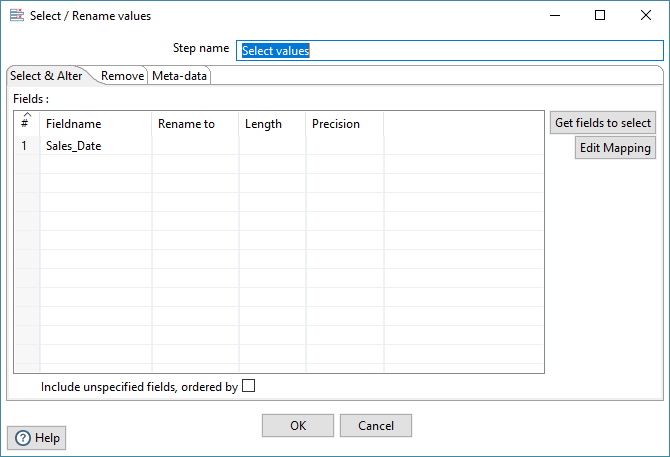 Select / Rename values
Step name Select values
Select & Alter Remove Meta-data
Fields :
# Fieldname Rename to Length Precision
1 Sales_Date
Get fields to select
Edit Mapping
Include unspecified fields, ordered by
OK Cancel
? Help